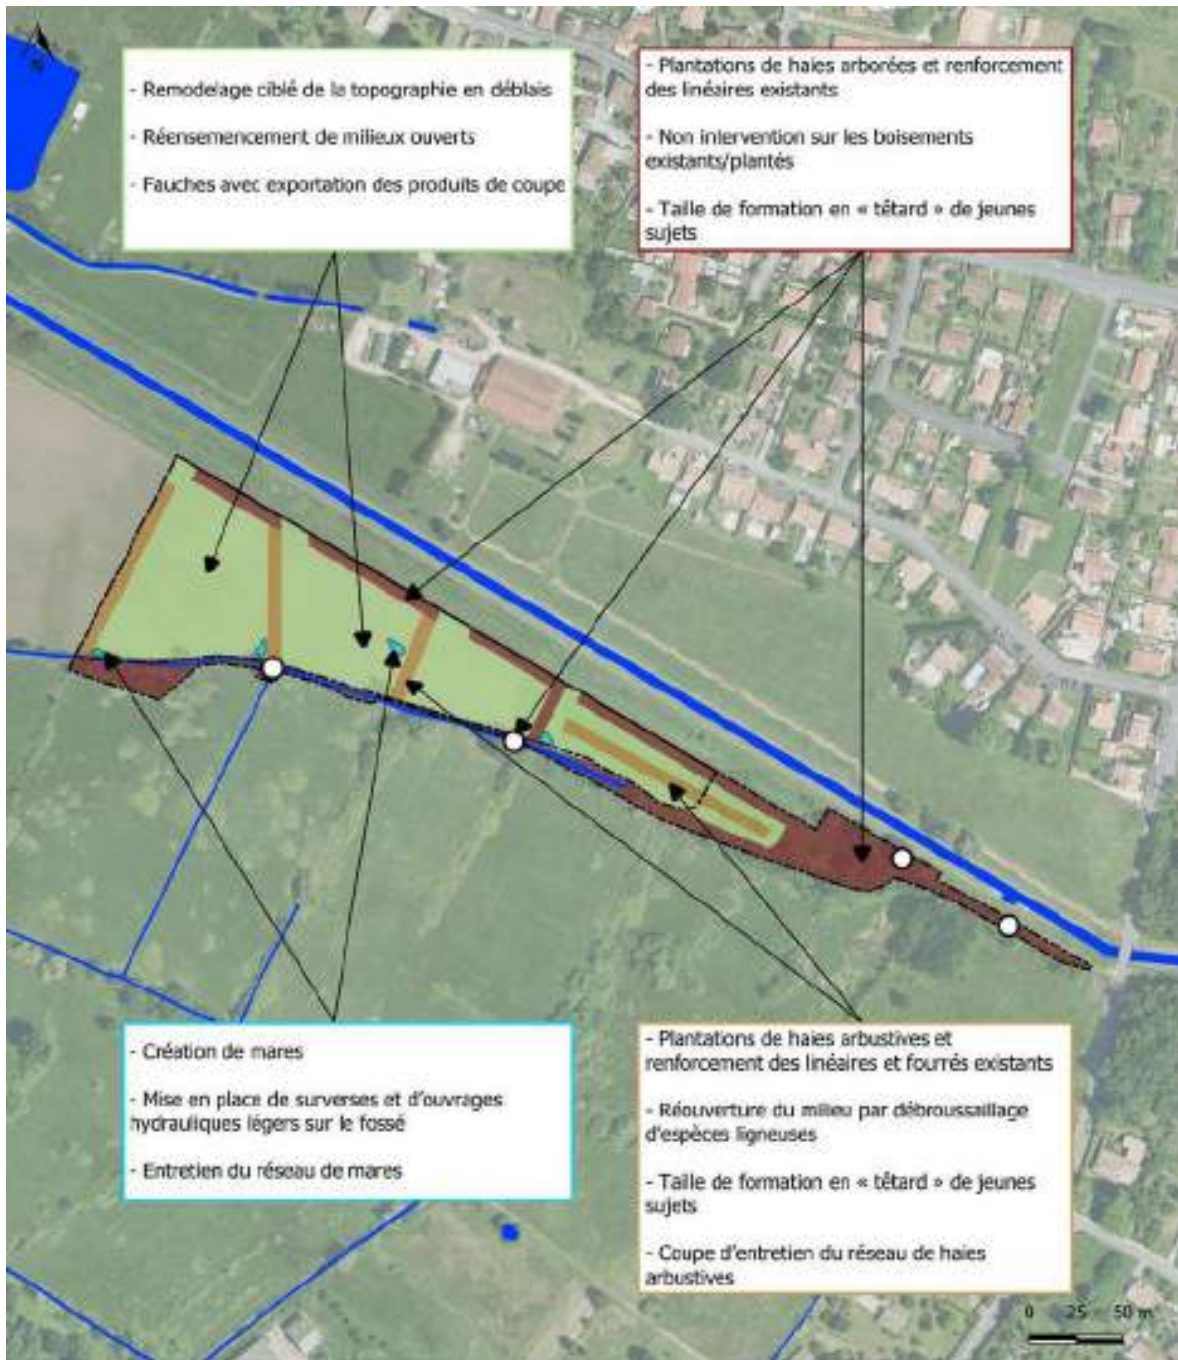 N
- Remodelage ciblé de la topographie en déblais
- Réensemencement de milieux ouverts
- Fauches avec exportation des produits de coupe
- Plantations de haies arborées et renforcement
des linéaires existants
- Non intervention sur les boisements
existants/plantés
- Taille de formation en « têtard » de jeunes
sujets
- Création de mares
- Mise en place de surverses et d'ouvrages
hydrauliques légers sur le fossé
- Entretien du réseau de mares
- Plantations de haies arbustives et
renforcement des linéaires et fourrés existants
- Réouverture du milieu par débroussaillage
d'espèces ligneuses
- Taille de formation en « têtard » de jeunes
sujets
- Coupe d'entretien du réseau de haies
arbustives
0 25 50 m